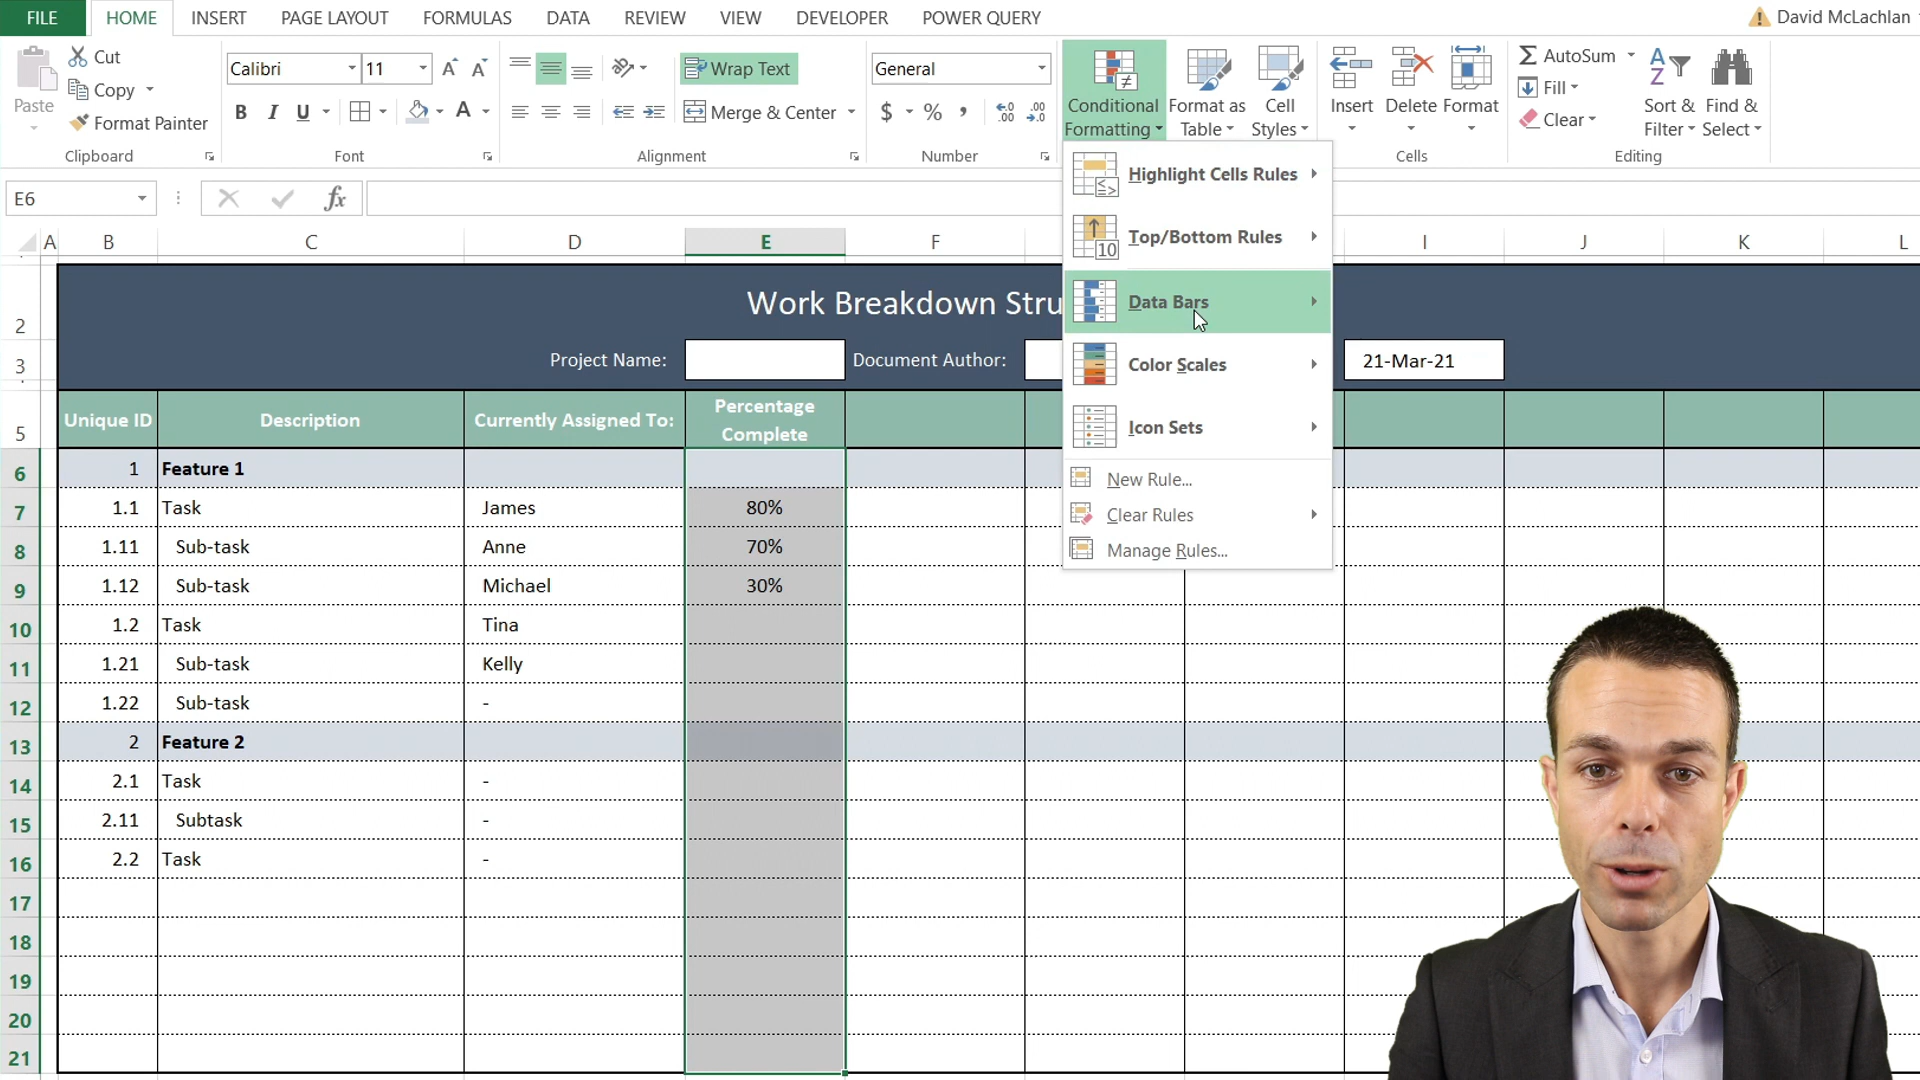 FILE HOME INSERT PAGE LAYOUT FORMULAS DATA REVIEW VIEW DEVELOPER POWER QUERY David McLachlan
Paste
Cut
Copy
Format Painter
Clipboard
Calibri 11
B I U A
Font
Wrap Text
Merge & Center
Alignment
General
$ % ,
Number
Conditional Formatting
Format as Table
Cell Styles
Insert Delete Format
Cells
AutoSum
Fill
Clear
Sort & Filter
Find & Select
Editing
Highlight Cells Rules
Top/Bottom Rules
Data Bars
Color Scales
Icon Sets
New Rule...
Clear Rules
Manage Rules...
E6 fx
A B C D E F I J K L
2 Work Breakdown Stru
3 Project Name: Document Author: 21-Mar-21
5 Unique ID Description Currently Assigned To: Percentage Complete
6 1 Feature 1
7 1.1 Task James 80%
8 1.11 Sub-task Anne 70%
9 1.12 Sub-task Michael 30%
10 1.2 Task Tina
11 1.21 Sub-task Kelly
12 1.22 Sub-task -
13 2 Feature 2
14 2.1 Task -
15 2.11 Subtask -
16 2.2 Task -
17
18
19
20
21